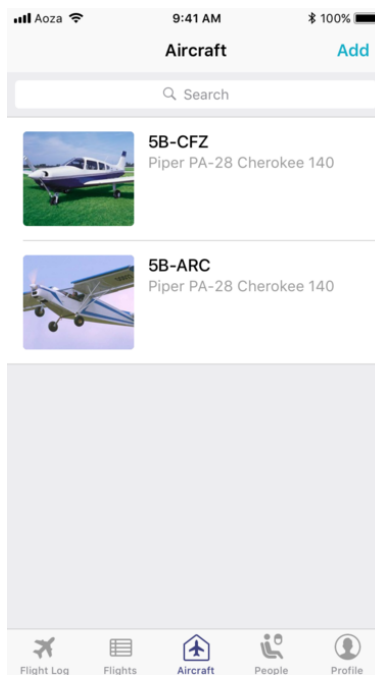 Aoza 9:41 AM 100%
Aircraft Add
Search
5B-CFZ
Piper PA-28 Cherokee 140
5B-ARC
Piper PA-28 Cherokee 140
Flight Log Flights Aircraft People Profile